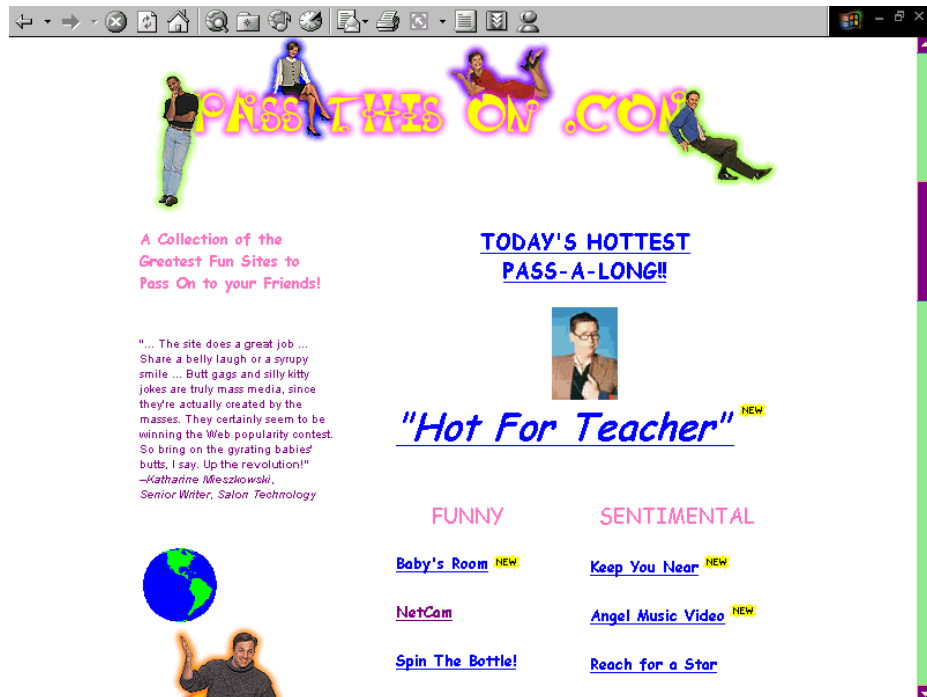 PASS THIS ON .COM
A Collection of the
Greatest Fun Sites to
Pass On to your Friends!
"... The site does a great job ...
Share a belly laugh or a syrupy
smile ... Butt gags and silly kitty
jokes are truly mass media, since
they're actually created by the
masses. They certainly seem to be
winning the Web popularity contest.
So bring on the gyrating babies'
butts, I say. Up the revolution!"
--Katharine Mieszkowski,
Senior Writer, Salon Technology
TODAY'S HOTTEST
PASS-A-LONG!!
"Hot For Teacher" NEW
FUNNY
Baby's Room NEW
NetCam
Spin The Bottle!
SENTIMENTAL
Keep You Near NEW
Angel Music Video NEW
Reach for a Star